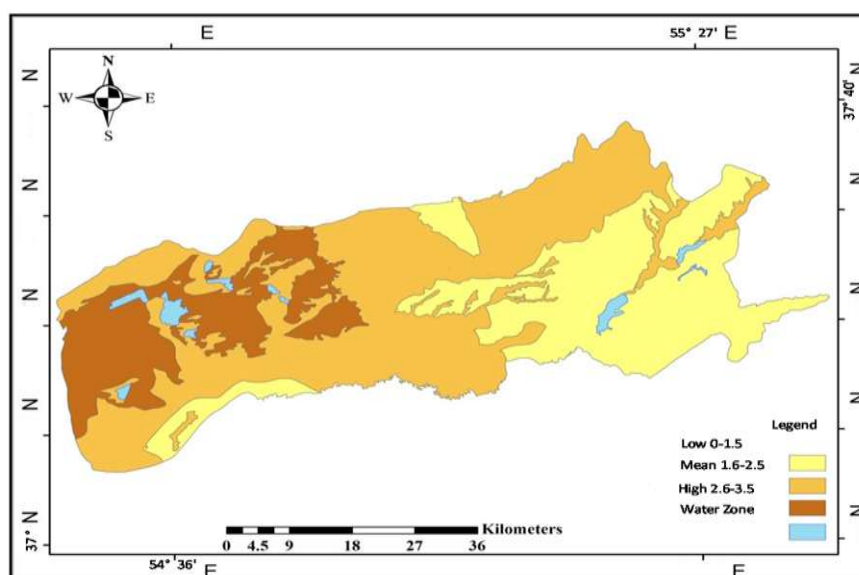 E
55° 27' E
N
N
W E
S
37° 40' N
N
N
N
N
N
N
N
Legend
Low 0-1.5
Mean 1.6-2.5
High 2.6-3.5
Water Zone
Kilometers
0 4.5 9 18 27 36
37° N
N
54° 36' E
E